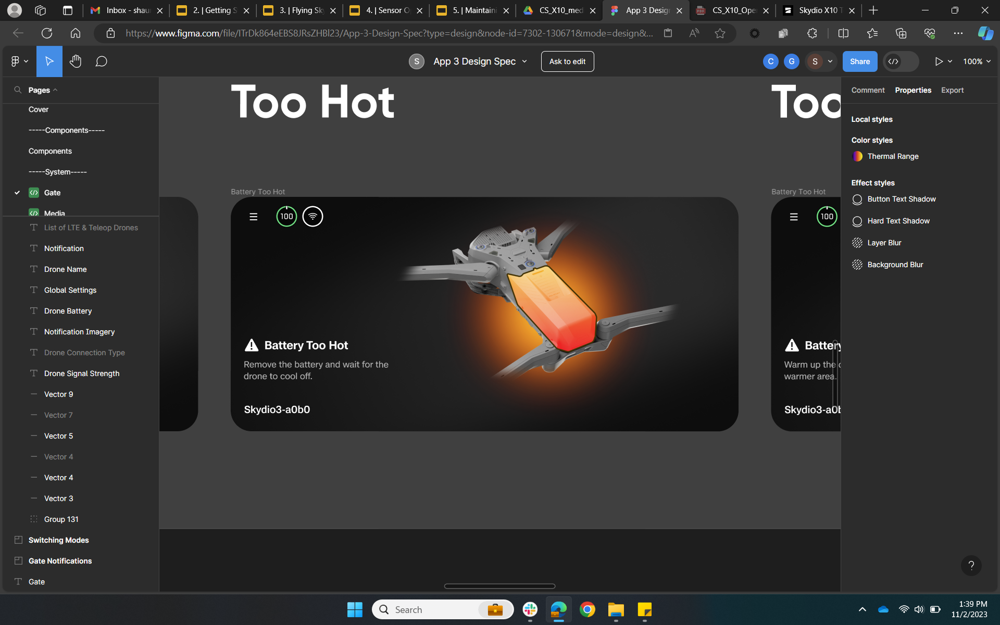 Inbox - shau
2. | Getting S
3. | Flying Sk
4. | Sensor O
5. | Maintain
CS_X10_med
App 3 Desig
CS_X10_Ope
Skydio X10 T
https://www.figma.com/file/ITrDk864eEBS8JRsZHBl23/App-3-Design-Spec?type=design&node-id=7302-130671&mode=design&...
S
App 3 Design Spec
Ask to edit
C
G
S
Share
100%
Pages
Cover
-----Components-----
Components
-----System-----
Gate
Media
List of LTE & Teleop Drones
Notification
Drone Name
Global Settings
Drone Battery
Notification Imagery
Drone Connection Type
Drone Signal Strength
Vector 9
Vector 7
Vector 5
Vector 4
Vector 4
Vector 3
Group 131
Switching Modes
Gate Notifications
Gate
Too Hot
Battery Too Hot
100
Battery Too Hot
Remove the battery and wait for the
drone to cool off.
Skydio3-a0b0
Too
Battery Too Hot
100
Battery
Warm up the
warmer area.
Skydio3-a0b
Comment
Properties
Export
Local styles
Color styles
Thermal Range
Effect styles
Button Text Shadow
Hard Text Shadow
Layer Blur
Background Blur
?
Search
1:39 PM
11/2/2023